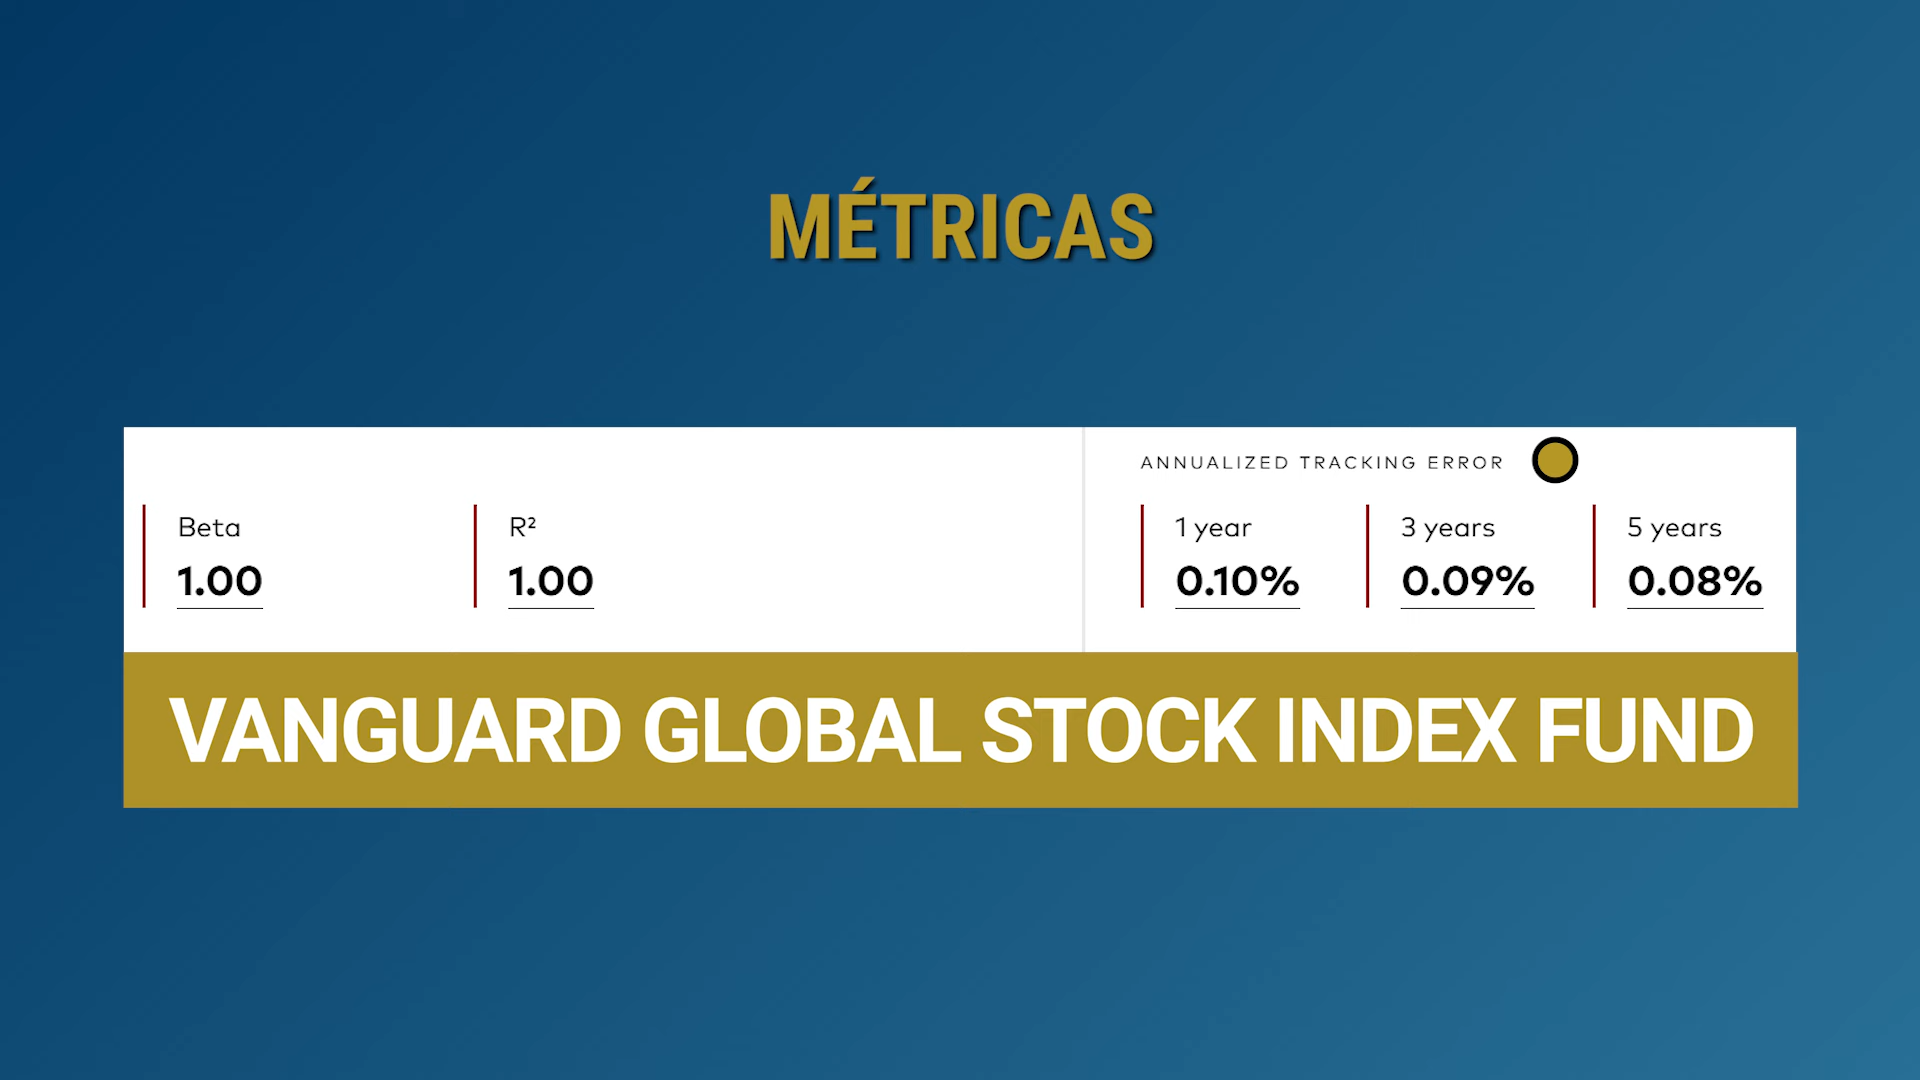 MÉTRICAS
ANNUALIZED TRACKING ERROR
Beta R² 1 year 3 years 5 years
1.00 1.00 0.10% 0.09% 0.08%
VANGUARD GLOBAL STOCK INDEX FUND